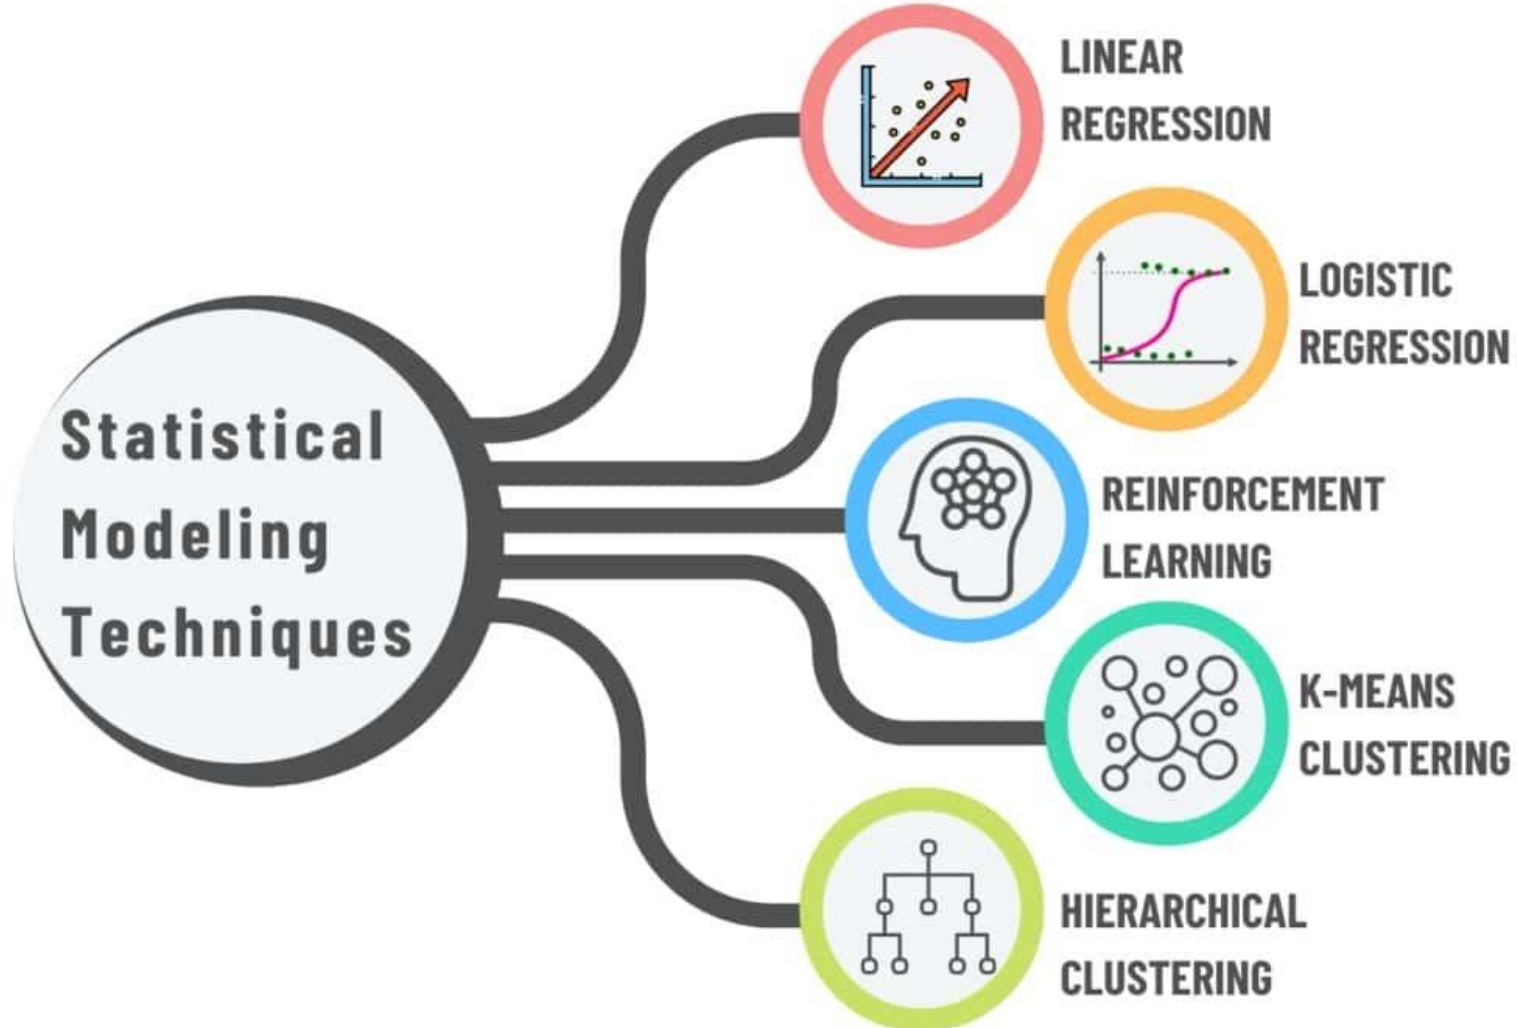 Statistical
Modeling
Techniques
LINEAR
REGRESSION
LOGISTIC
REGRESSION
REINFORCEMENT
LEARNING
K-MEANS
CLUSTERING
HIERARCHICAL
CLUSTERING